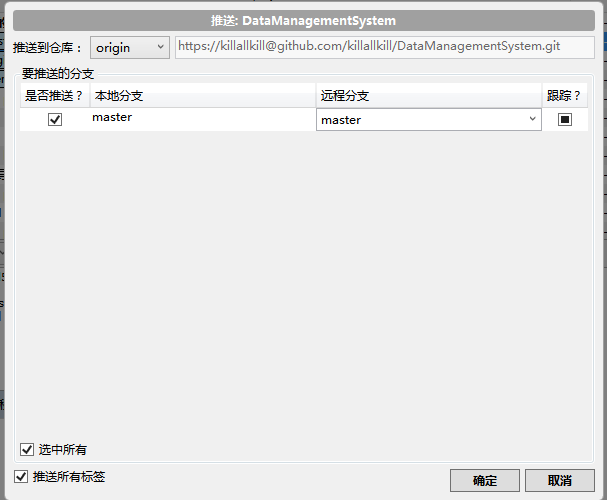 推送: DataManagementSystem
推送到仓库： origin https://killallkill@github.com/killallkill/DataManagementSystem.git
要推送的分支
是否推送？ 本地分支 远程分支 跟踪？
master master
选中所有
推送所有标签
确定 取消